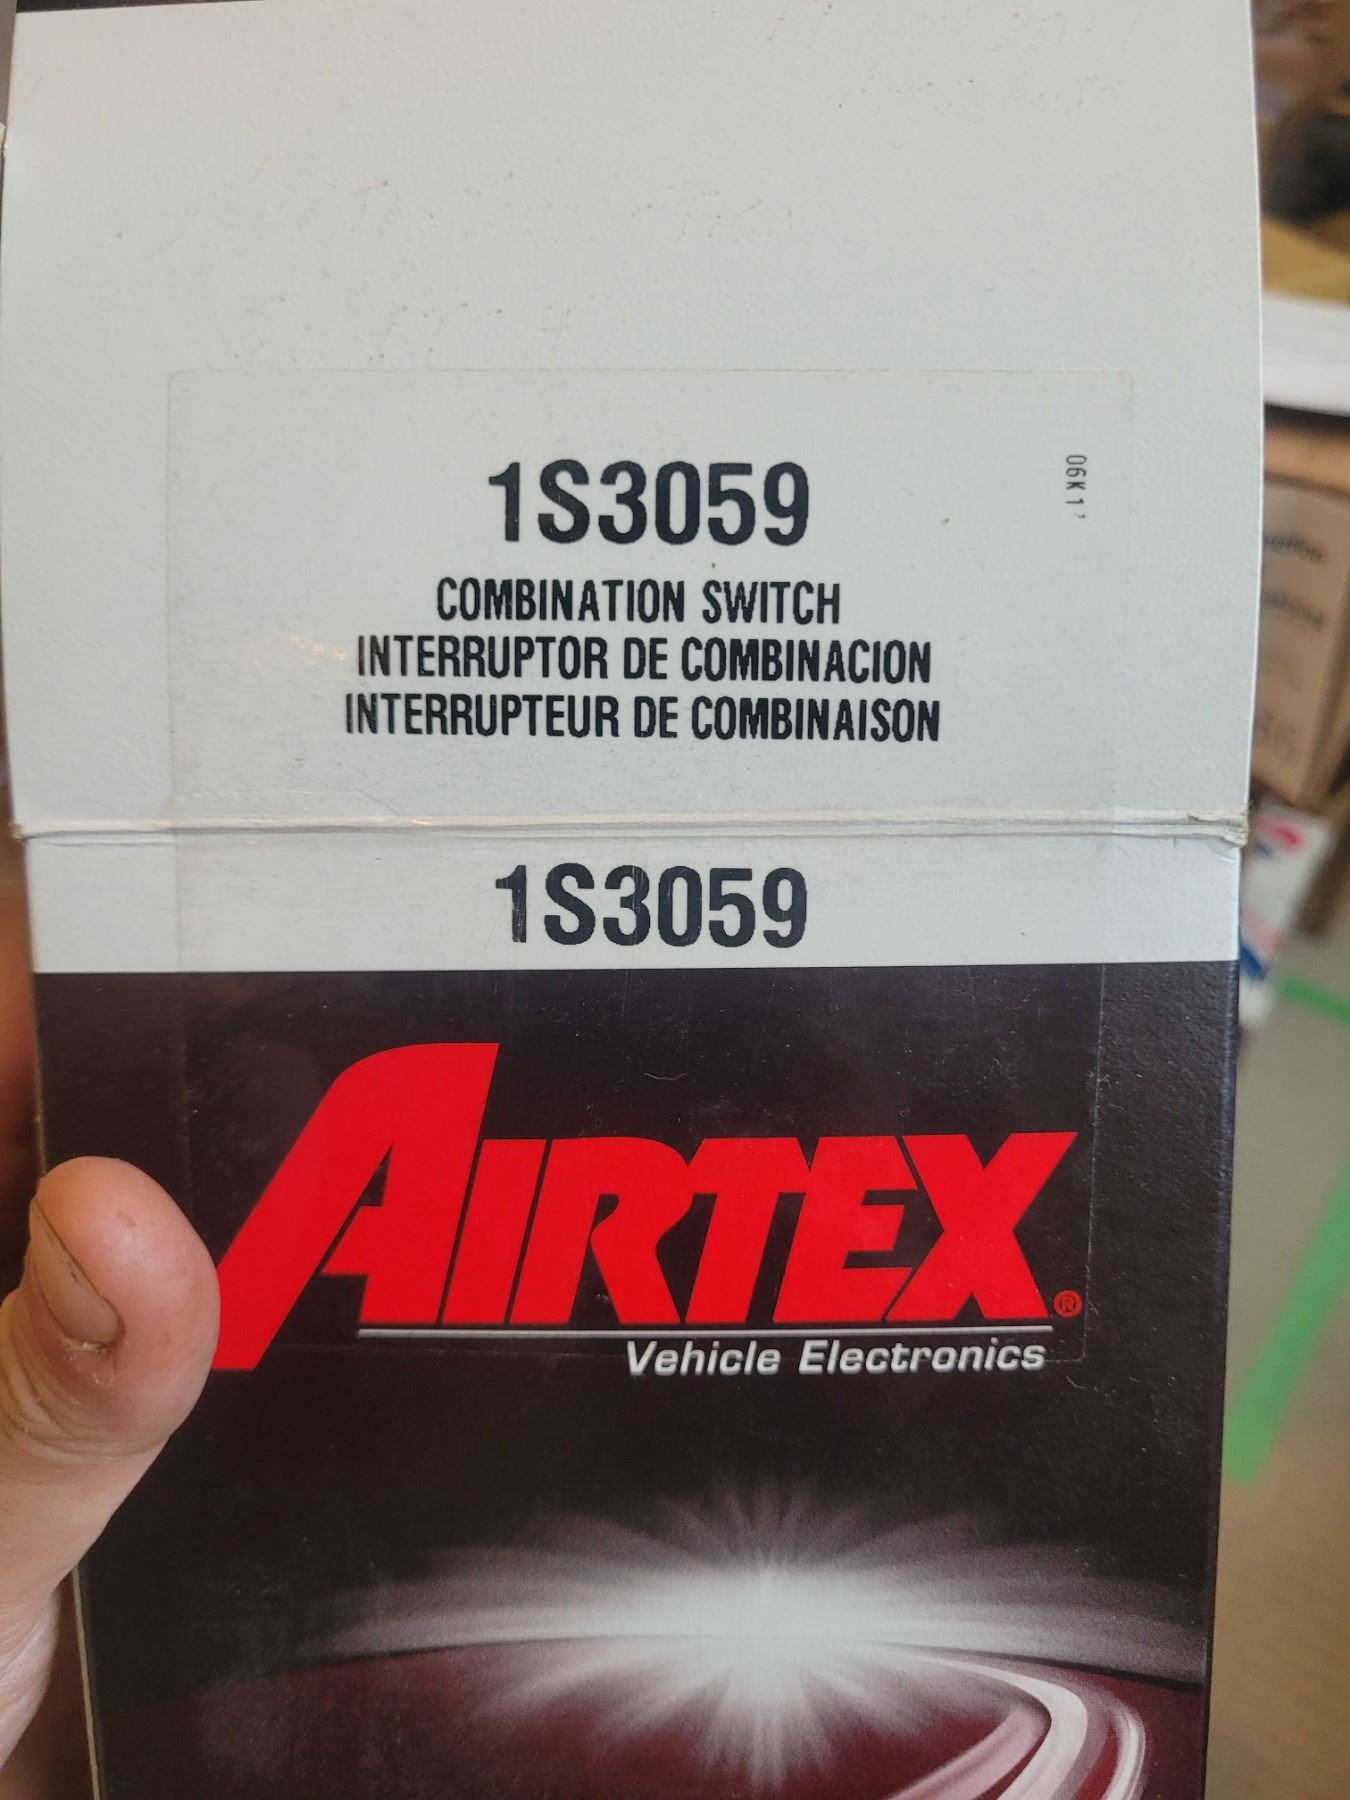 1S3059
06K1
COMBINATION SWITCH
INTERRUPTOR DE COMBINACION
INTERRUPTEUR DE COMBINAISON
1S3059
AIRTEX®
Vehicle Electronics